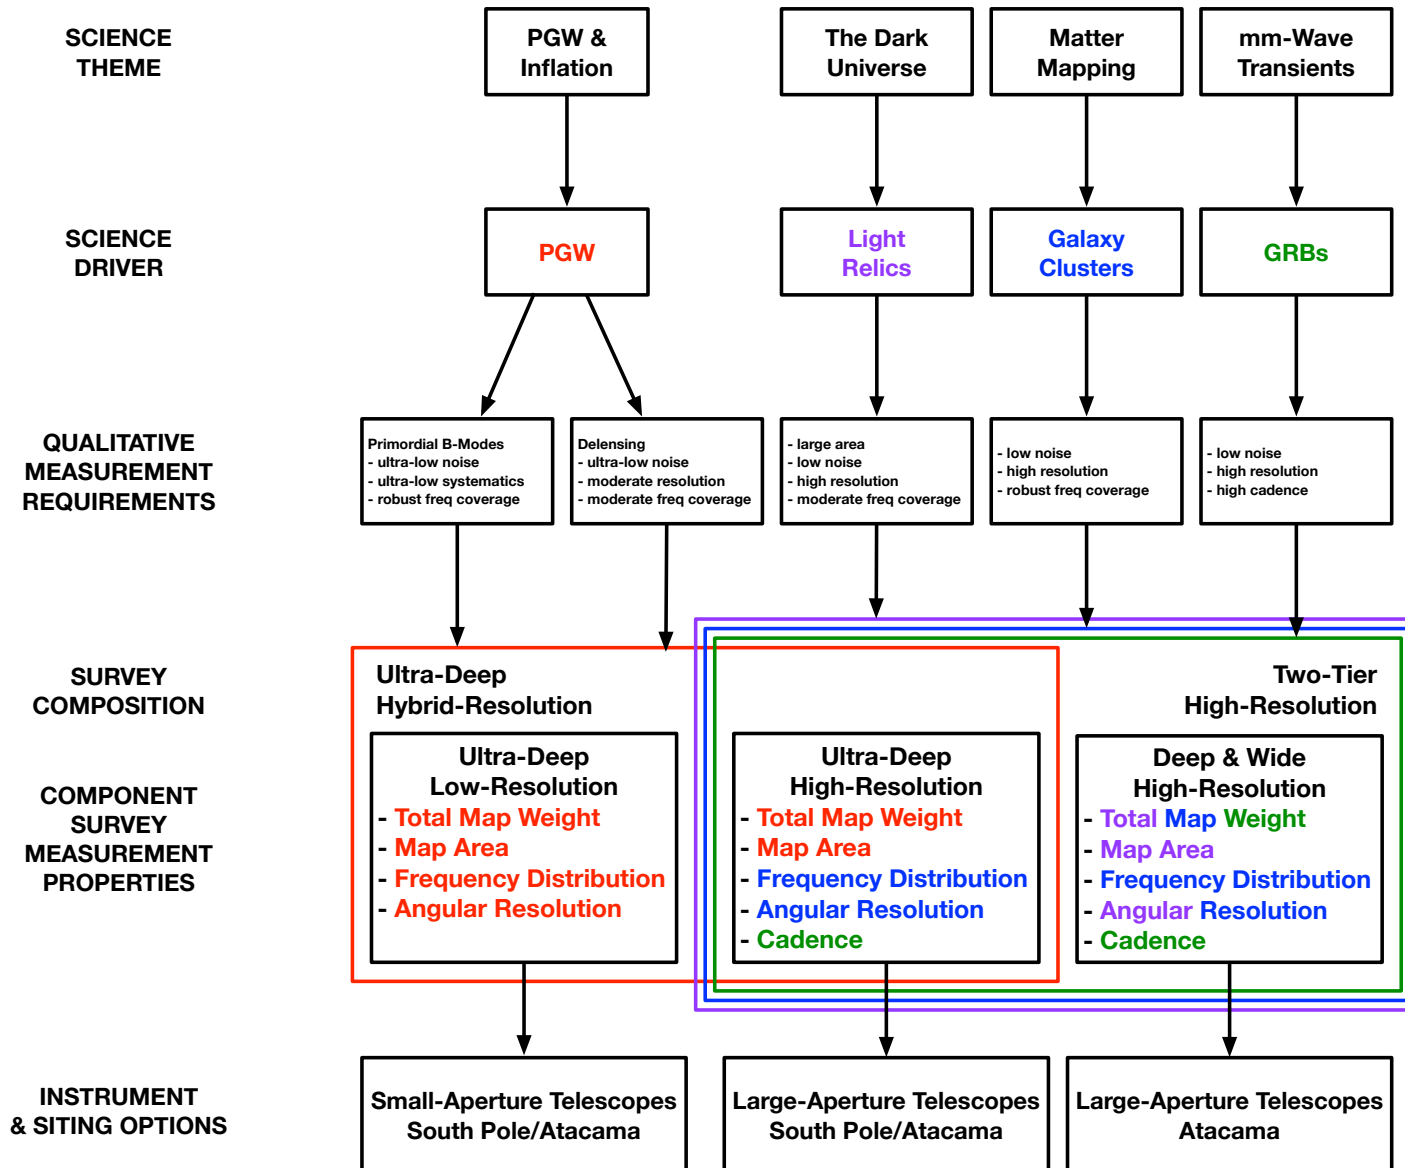 SCIENCE
THEME
PGW &
Inflation
The Dark
Universe
Matter
Mapping
mm-Wave
Transients
SCIENCE
DRIVER
PGW
Light
Relics
Galaxy
Clusters
GRBs
QUALITATIVE
MEASUREMENT
REQUIREMENTS
Primordial B-Modes
- ultra-low noise
- ultra-low systematics
- robust freq coverage
Delensing
- ultra-low noise
- moderate resolution
- moderate freq coverage
- large area
- low noise
- high resolution
- moderate freq coverage
- low noise
- high resolution
- robust freq coverage
- low noise
- high resolution
- high cadence
SURVEY
COMPOSITION
Ultra-Deep
Hybrid-Resolution
Two-Tier
High-Resolution
COMPONENT
SURVEY
MEASUREMENT
PROPERTIES
Ultra-Deep
Low-Resolution
- Total Map Weight
- Map Area
- Frequency Distribution
- Angular Resolution
Ultra-Deep
High-Resolution
- Total Map Weight
- Map Area
- Frequency Distribution
- Angular Resolution
- Cadence
Deep & Wide
High-Resolution
- Total Map Weight
- Map Area
- Frequency Distribution
- Angular Resolution
- Cadence
INSTRUMENT
& SITING OPTIONS
Small-Aperture Telescopes
South Pole/Atacama
Large-Aperture Telescopes
South Pole/Atacama
Large-Aperture Telescopes
Atacama